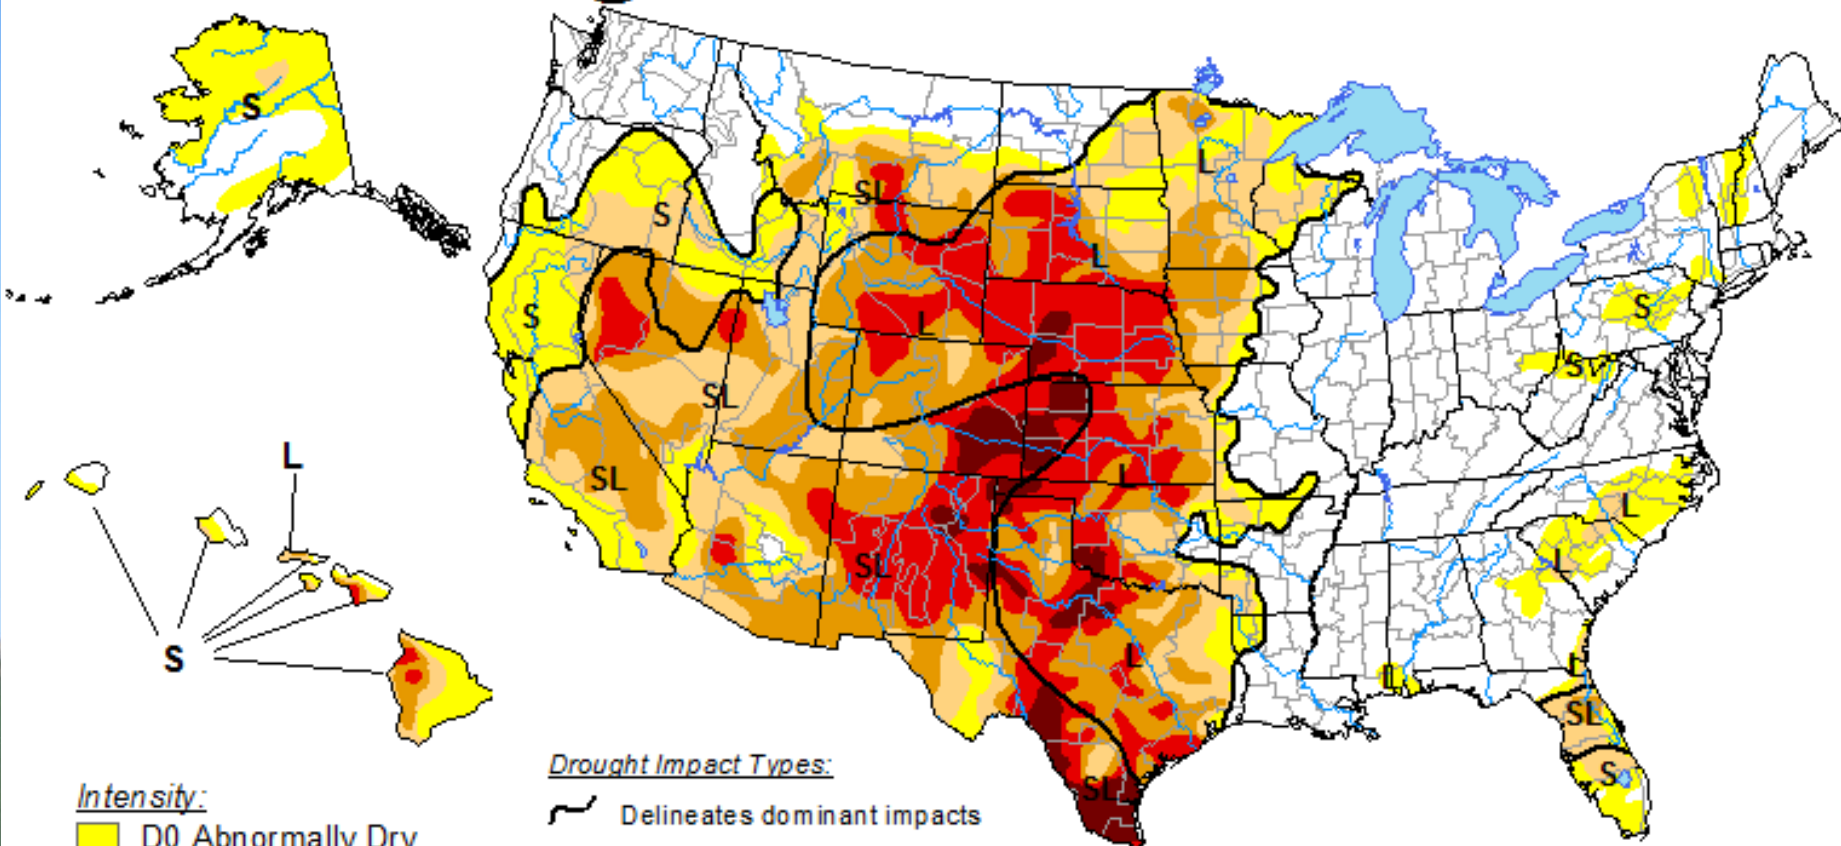 S
L
S
SL
S
L
S
L
L
SL
SL
L
SL
L
SL
S
Sv
L
L
L
L
SL
S
Drought Impact Types:
Delineates dominant impacts
Intensity:
D0 Abnormally Dry